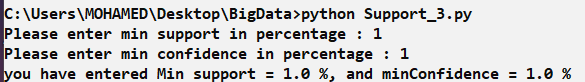 C:\Users\MOHAMED\Desktop\BigData>python Support_3.py
Please enter min support in percentage : 1
Please enter min confidence in percentage : 1
you have entered Min support = 1.0 %, and minConfidence = 1.0 %